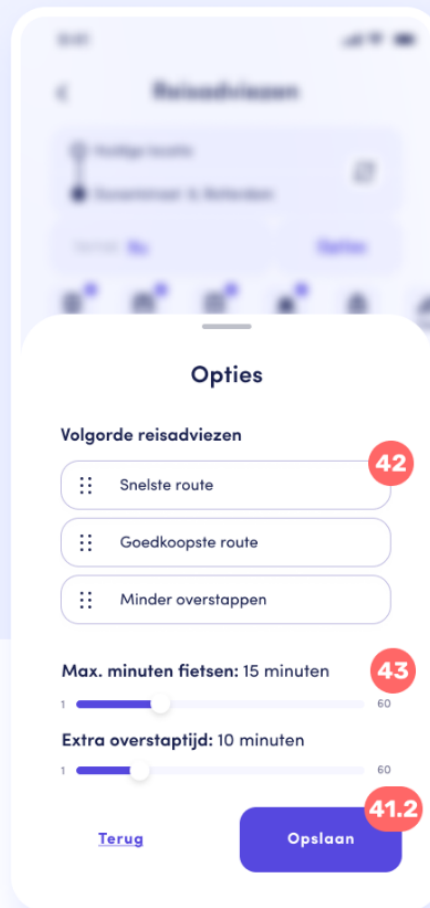 Reisadviezen
Opties
Opties
Volgorde reisadviezen
42
Snelste route
Goedkoopste route
Minder overstappen
Max. minuten fietsen: 15 minuten
43
1
60
Extra overstaptijd: 10 minuten
1
60
41.2
Terug
Opslaan